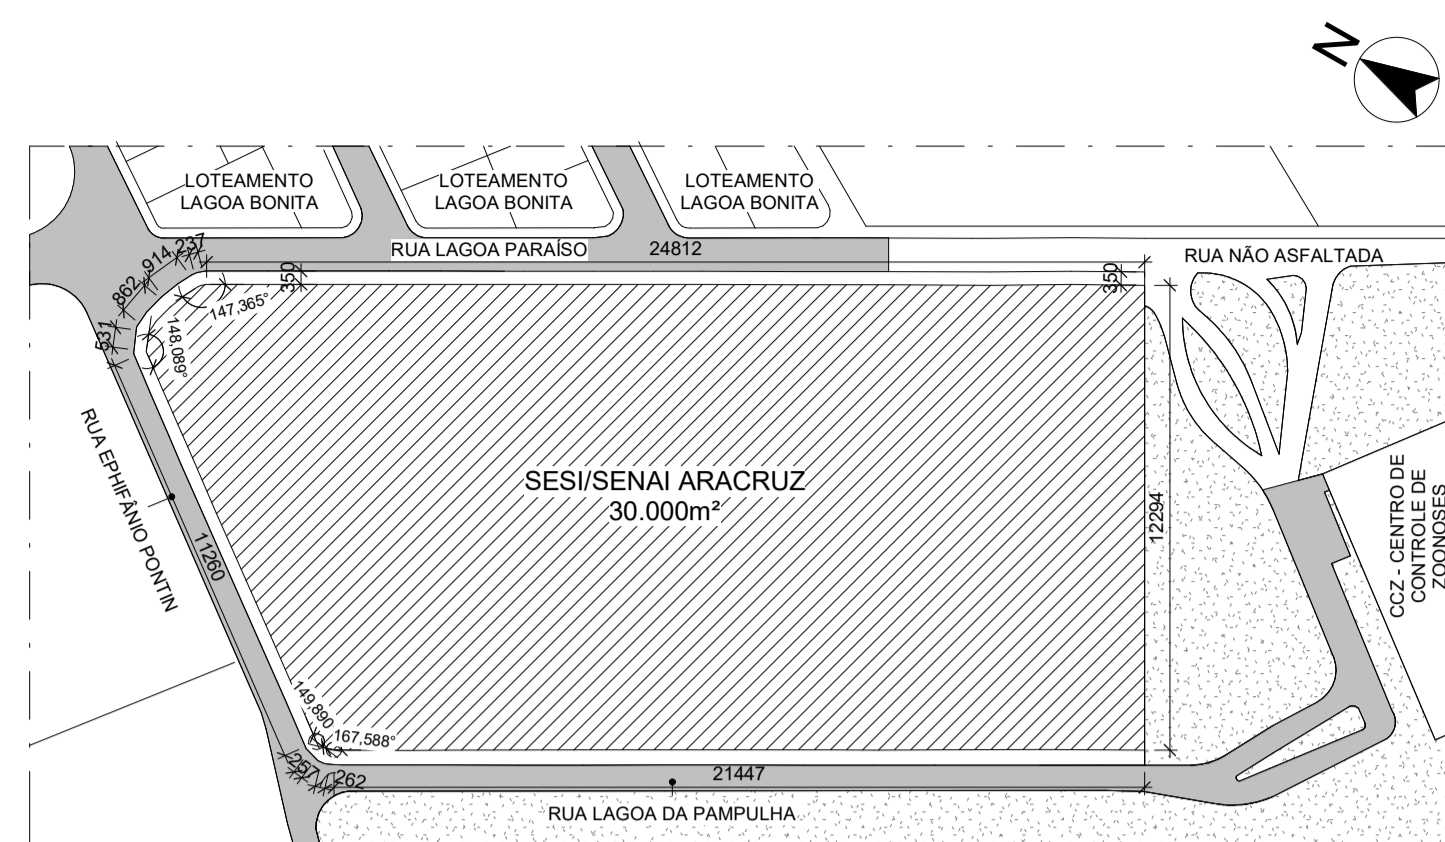 N
LOTEAMENTO
LAGOA BONITA
LOTEAMENTO
LAGOA BONITA
LOTEAMENTO
LAGOA BONITA
RUA LAGOA PARAÍSO
24812
RUA NÃO ASFALTADA
237
914
862
531
350
350
147,365°
148,089°
RUA EPHIFÂNIO PONTIN
11260
SESI/SENAI ARACRUZ
30.000m²
12294
CCZ - CENTRO DE
CONTROLE DE
ZOONOSES
149,890
167,588°
257
262
21447
RUA LAGOA DA PAMPULHA